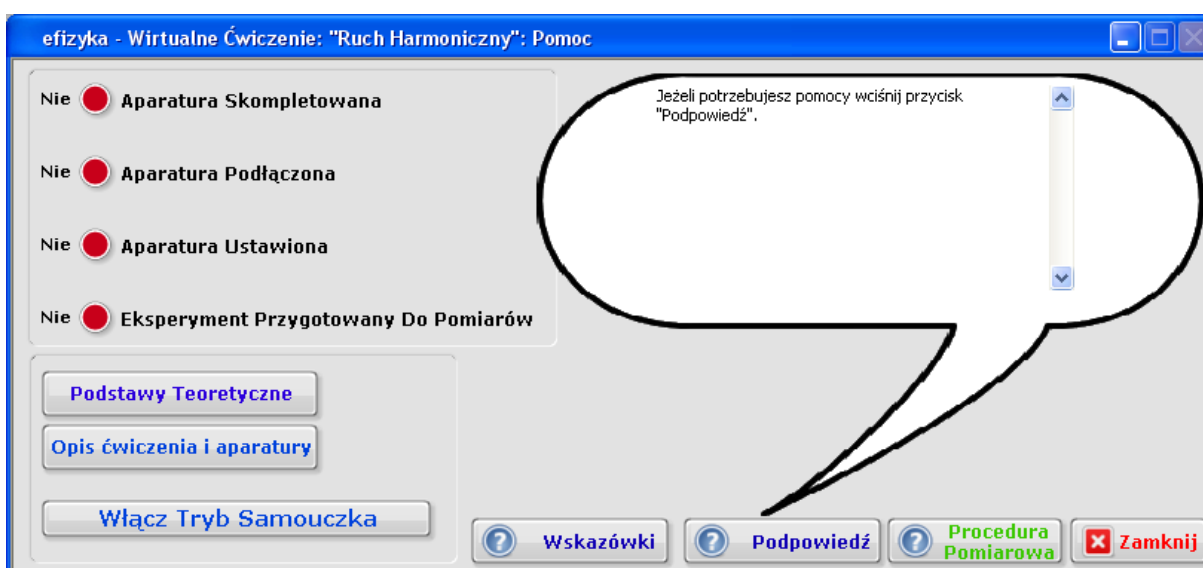 efizyka - Wirtualne Ćwiczenie: "Ruch Harmoniczny": Pomoc
Nie Aparatura Skompletowana
Nie Aparatura Podłączona
Nie Aparatura Ustawiona
Nie Eksperyment Przygotowany Do Pomiarów
Jeżeli potrzebujesz pomocy wciśnij przycisk
"Podpowiedź".
Podstawy Teoretyczne
Opis ćwiczenia i aparatury
Włącz Tryb Samouczka
Wskazówki
Podpowiedź
Procedura
Pomiarowa
Zamknij